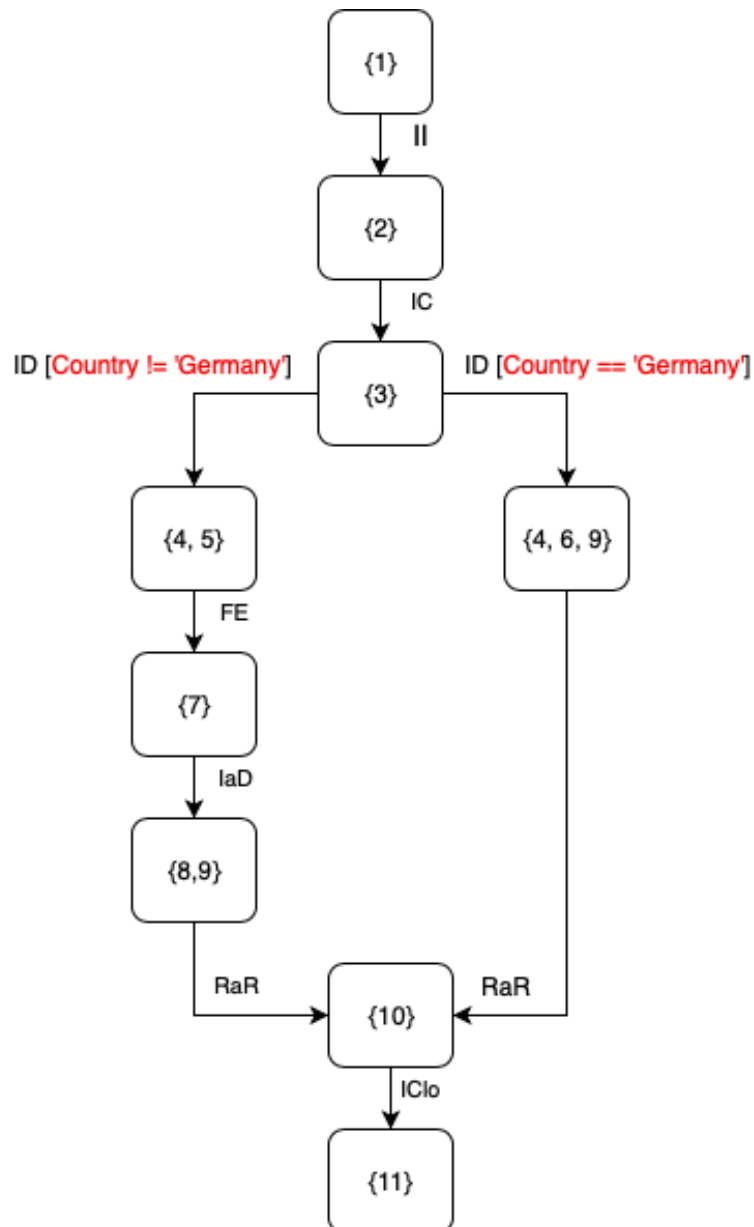 {1}
II
{2}
IC
ID [Country != 'Germany']
ID [Country == 'Germany']
{3}
{4, 5}
{4, 6, 9}
FE
{7}
IaD
{8,9}
RaR
RaR
{10}
IClo
{11}